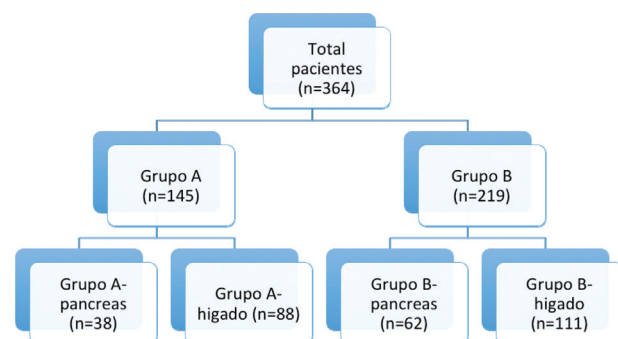 Total
pacientes
(n=364)
Grupo A
(n=145)
Grupo B
(n=219)
Grupo A-
pancreas
(n=38)
Grupo A-
higado (n=88)
Grupo B-
pancreas
(n=62)
Grupo B-
higado
(n=111)